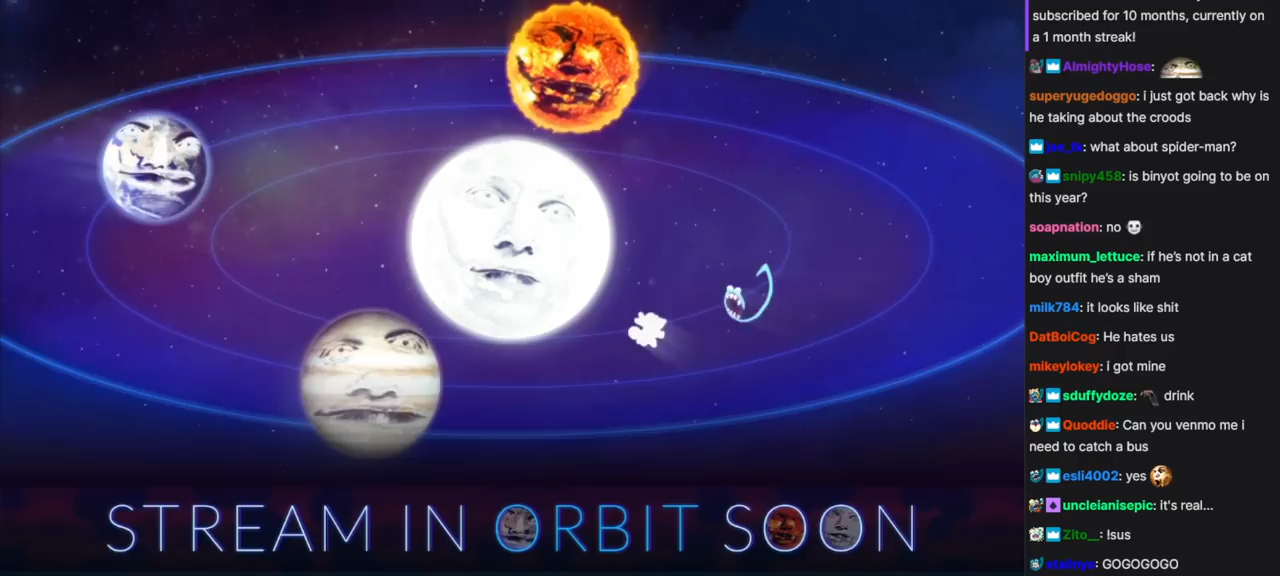 subscribed for 10 months, currently on
a 1 month streak!
AlmightyHose:
superyugedoggo: i just got back why is
he taking about the croods
: what about spider-man?
snipy458: is binyot going to be on
this year?
soapnation: no
maximum_lettuce: if he's not in a cat
boy outfit he's a sham
milk784: it looks like shit
DatBoiCog: He hates us
mikeylokey: i got mine
sduffydoze: drink
Quoddie: Can you venmo me i
need to catch a bus
esli4002: yes
uncleianisepic: it's real...
Zito__: !sus
: GOGOGOGO
STREAM IN ORBIT SOON